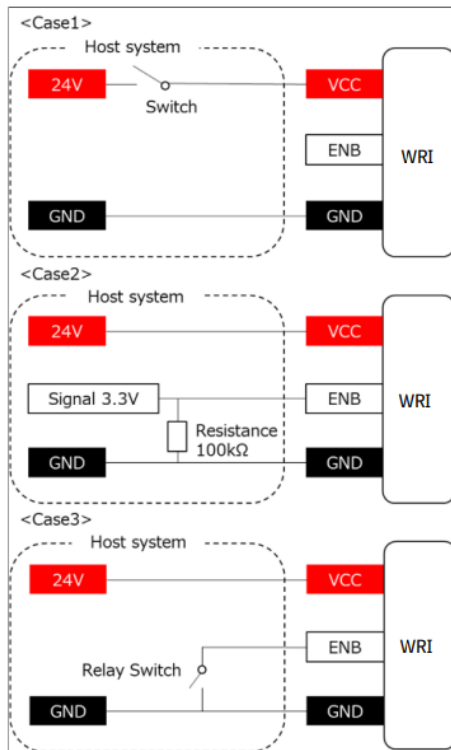 <Case1>
Host system
24V
Switch
VCC
ENB
WRI
GND
GND
<Case2>
Host system
24V
VCC
Signal 3.3V
ENB
WRI
Resistance
100kΩ
GND
GND
<Case3>
Host system
24V
VCC
ENB
WRI
Relay Switch
GND
GND